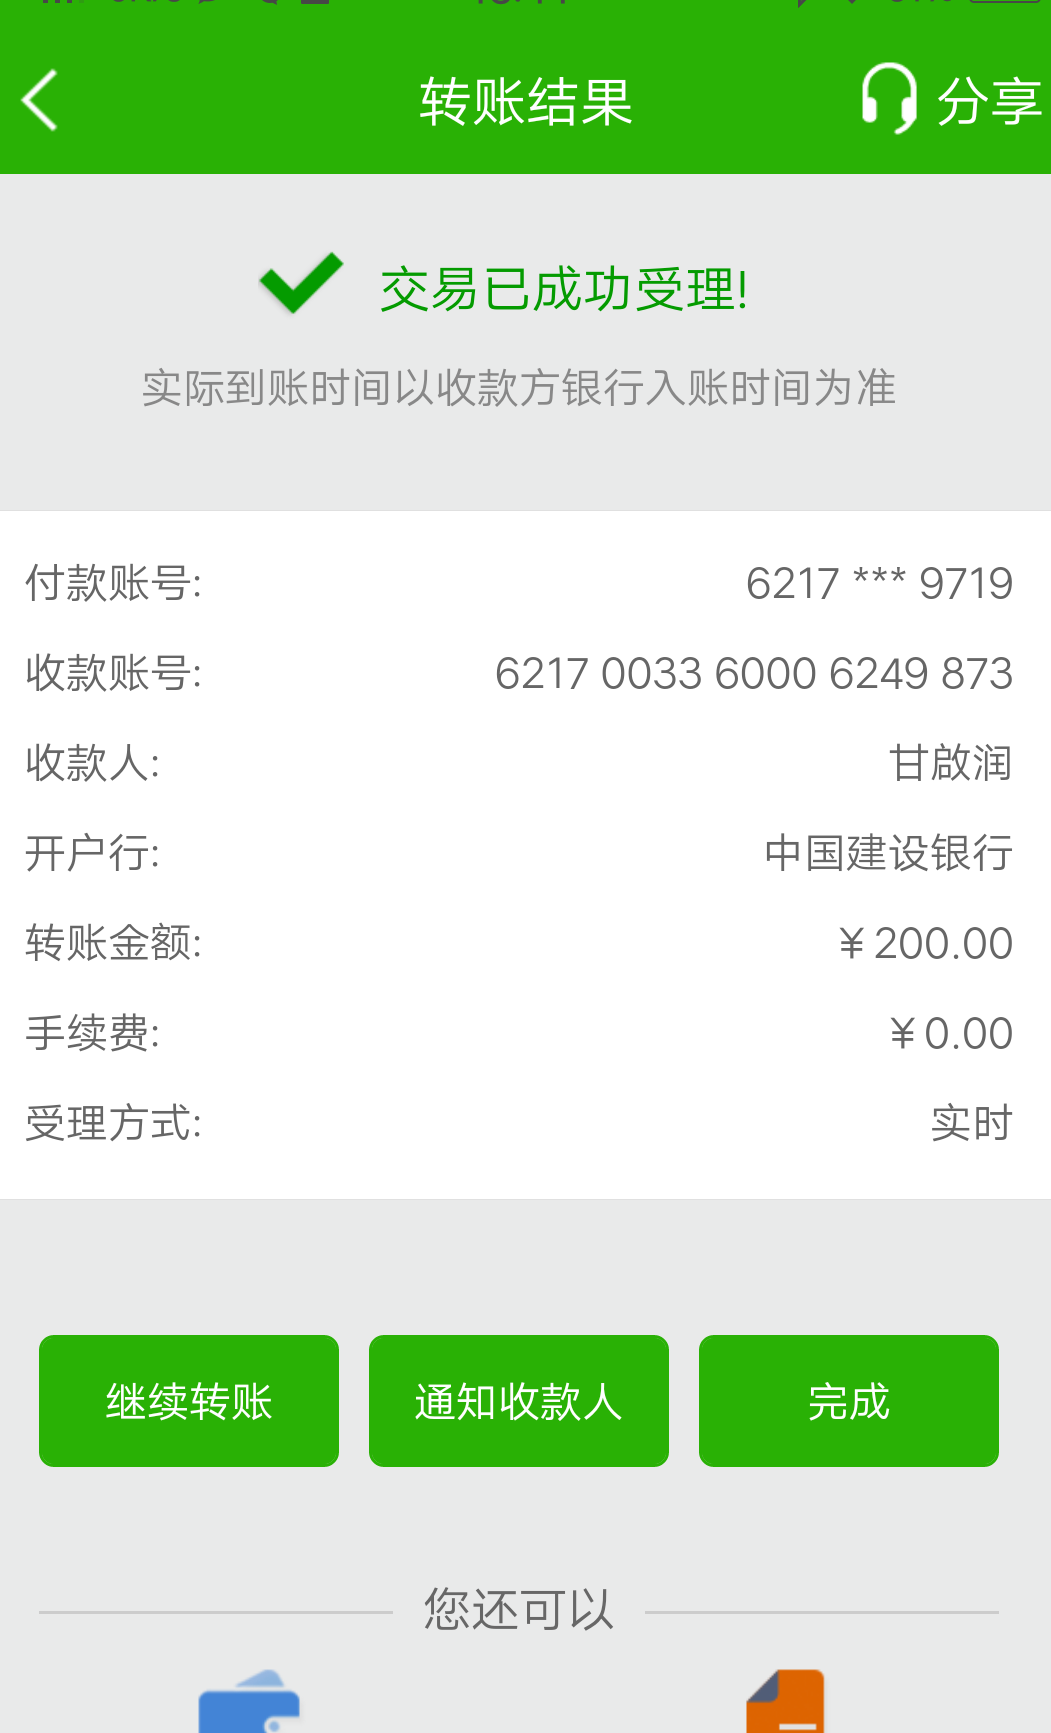 转账结果
分享
交易已成功受理!
实际到账时间以收款方银行入账时间为准
付款账号: 6217 *** 9719
收款账号: 6217 0033 6000 6249 873
收款人: 甘啟润
开户行: 中国建设银行
转账金额: ¥200.00
手续费: ¥0.00
受理方式: 实时
继续转账 通知收款人 完成
您还可以